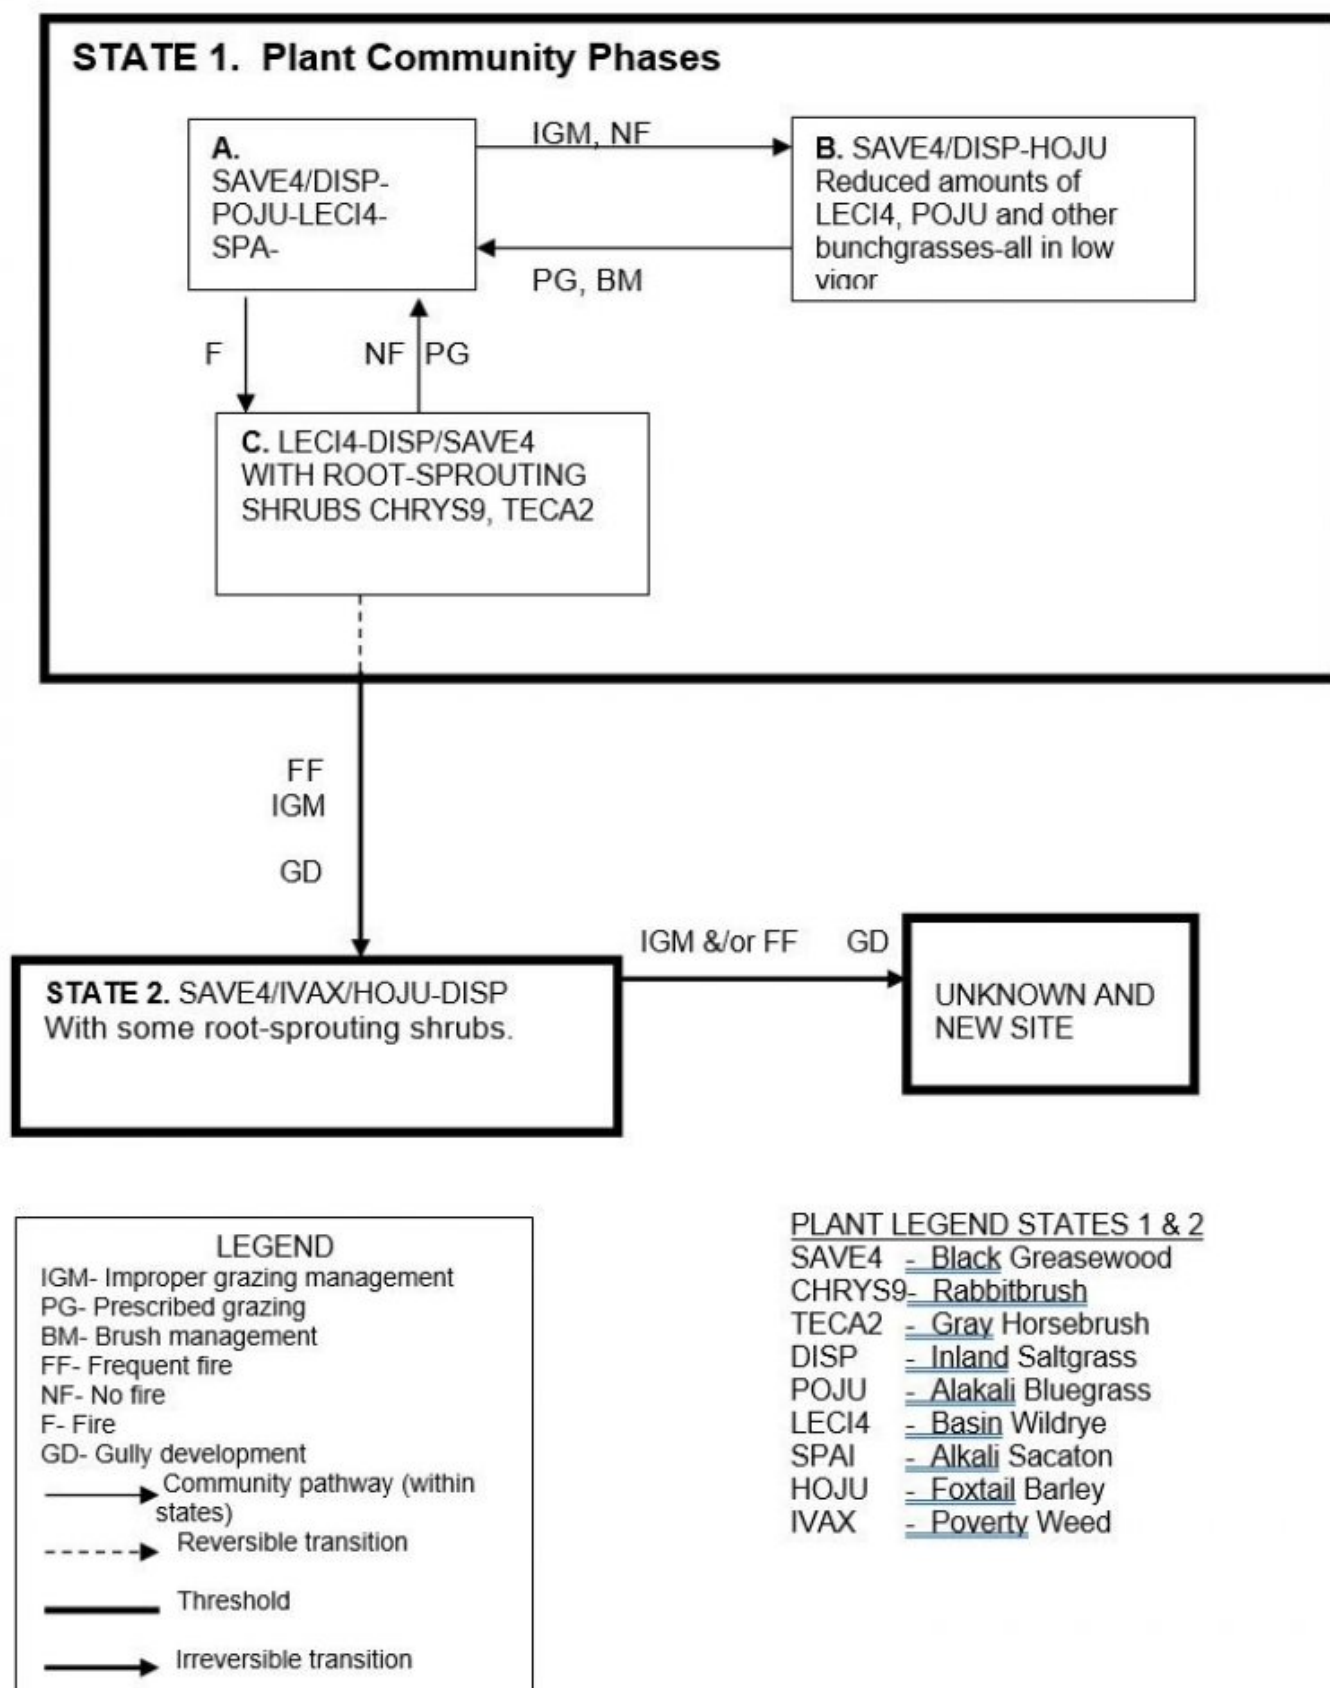 STATE 1. Plant Community Phases
A.
SAVE4/DISP-
POJU-LECI4-
SPA-
IGM, NF
B. SAVE4/DISP-HOJU
Reduced amounts of
LECI4, POJU and other
bunchgrasses-all in low
vigor
PG, BM
F
NF PG
C. LECI4-DISP/SAVE4
WITH ROOT-SPROUTING
SHRUBS CHRYS9, TECA2
FF
IGM
GD
STATE 2. SAVE4/IVAX/HOJU-DISP
With some root-sprouting shrubs.
IGM &/or FF GD
UNKNOWN AND
NEW SITE
LEGEND
IGM- Improper grazing management
PG- Prescribed grazing
BM- Brush management
FF- Frequent fire
NF- No fire
F- Fire
GD- Gully development
Community pathway (within
states)
Reversible transition
Threshold
Irreversible transition
PLANT LEGEND STATES 1 & 2
SAVE4 - Black Greasewood
CHRYS9- Rabbitbrush
TECA2 - Gray Horsebrush
DISP - Inland Saltgrass
POJU - Alakali Bluegrass
LECI4 - Basin Wildrye
SPAI - Alkali Sacaton
HOJU - Foxtail Barley
IVAX - Poverty Weed